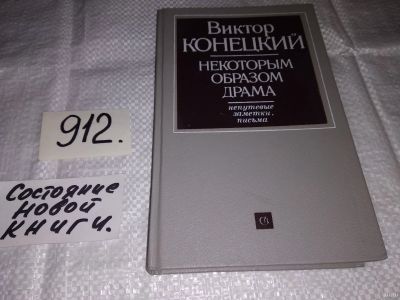 Виктор
КОНЕЦКИЙ
НЕКОТОРЫМ
ОБРАЗОМ
ДРАМА
непутевые
заметки.
письма
912.
Состояние
новой
книги.